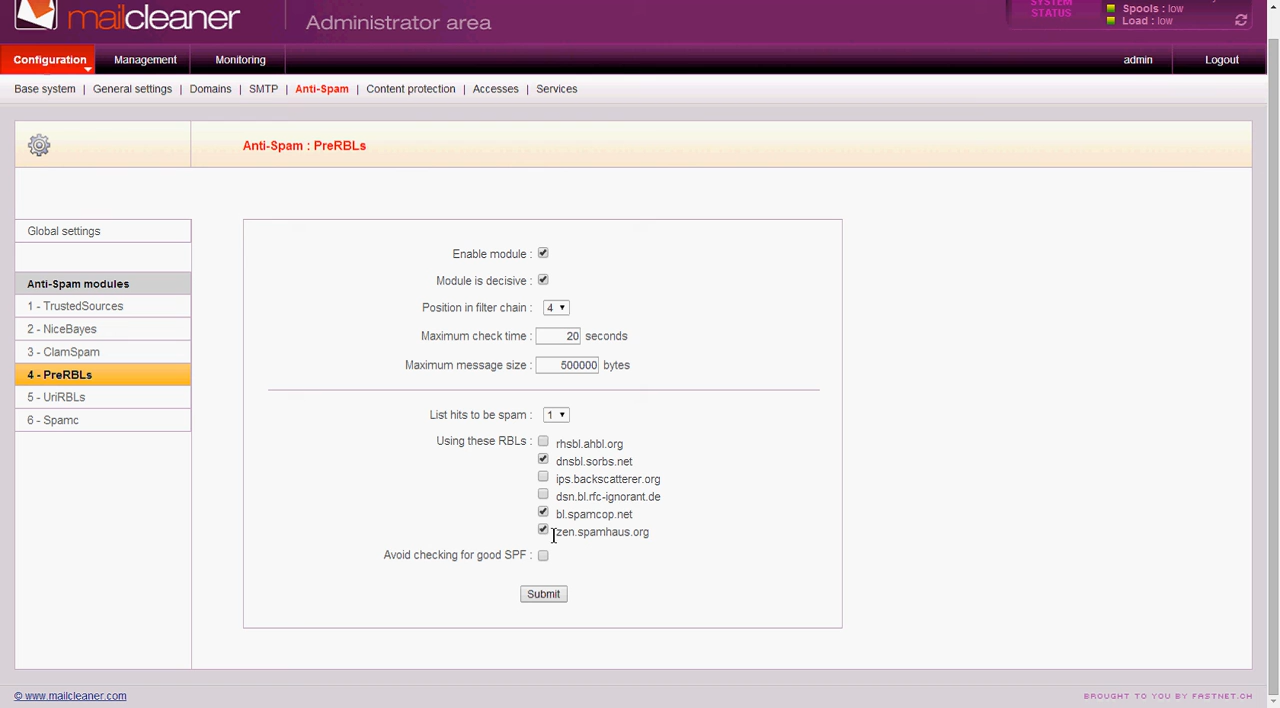 mailcleaner Administrator area
SYSTEM STATUS
Spools : low
Load : low
Configuration Management Monitoring admin Logout
Base system | General settings | Domains | SMTP | Anti-Spam | Content protection | Accesses | Services
Anti-Spam : PreRBLs
Global settings
Anti-Spam modules
1 - TrustedSources
2 - NiceBayes
3 - ClamSpam
4 - PreRBLs
5 - UriRBLs
6 - Spamc
Enable module :
Module is decisive :
Position in filter chain : 4
Maximum check time : 20 seconds
Maximum message size : 500000 bytes
List hits to be spam : 1
Using these RBLs : rhsbl.ahbl.org
dnsbl.sorbs.net
ips.backscatterer.org
dsn.bl.rfc-ignorant.de
bl.spamcop.net
zen.spamhaus.org
Avoid checking for good SPF :
Submit
© www.mailcleaner.com
BROUGHT TO YOU BY FASTNET.CH